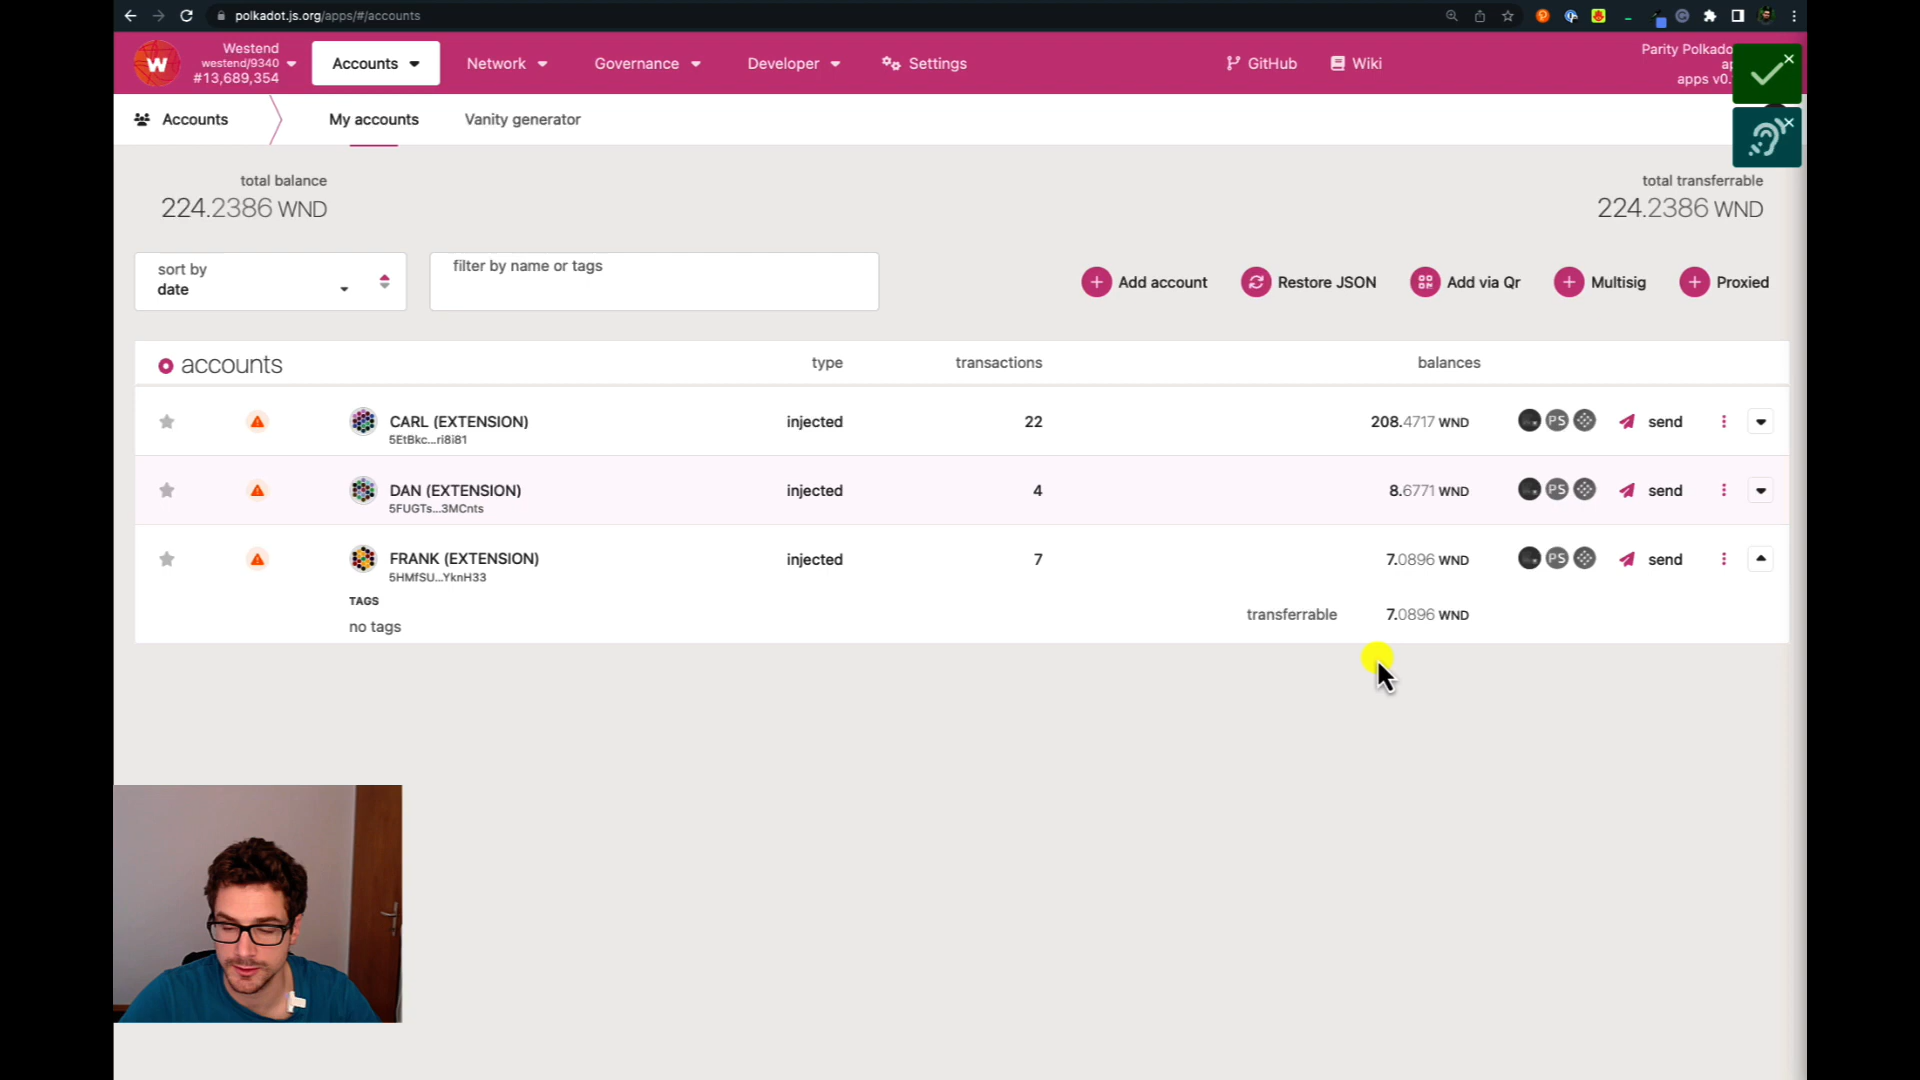 polkadot.js.org/apps/#/accounts
Westend
westend/9340
#13,689,354
Accounts
Network
Governance
Developer
Settings
GitHub
Wiki
Parity Polkado
apps v0.
Accounts
My accounts
Vanity generator
total balance
224.2386 WND
total transferrable
224.2386 WND
sort by
date
filter by name or tags
Add account
Restore JSON
Add via Qr
Multisig
Proxied
accounts
type
transactions
balances
CARL (EXTENSION)
5EtBkc...ri8i81
injected
22
208.4717 WND
PS
send
DAN (EXTENSION)
5FUGTs...3MCnts
injected
4
8.6771 WND
PS
send
FRANK (EXTENSION)
5HMfSU...YknH33
injected
7
7.0896 WND
PS
send
TAGS
no tags
transferrable
7.0896 WND